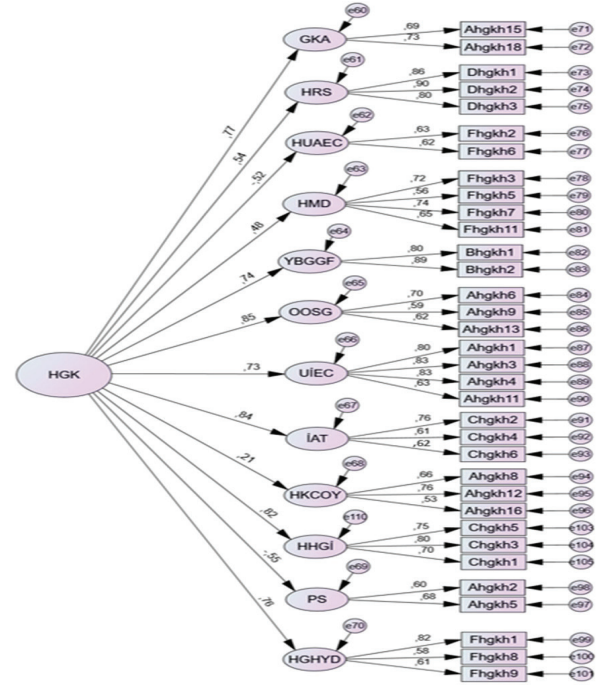 e60
GKA
,69
,73
Ahgkh15
Ahgkh18
e71
e72
e61
HRS
,86
,90
,80
Dhgkh1
Dhgkh2
Dhgkh3
e73
e74
e75
e62
HUAEC
,63
,62
Fhgkh2
Fhgkh6
e76
e77
e63
HMD
,72
,56
,74
,65
Fhgkh3
Fhgkh5
Fhgkh7
Fhgkh11
e78
e79
e80
e81
e64
YBGGF
,80
,89
Bhgkh1
Bhgkh2
e82
e83
e65
OOSG
,70
,59
,62
Ahgkh6
Ahgkh9
Ahgkh13
e84
e85
e86
HGK
,77
,54
,52
,48
,74
,85
,73
,84
,21
,82
-,55
,76
e66
UİEC
,80
,83
,83
,63
Ahgkh1
Ahgkh3
Ahgkh4
Ahgkh11
e87
e88
e89
e90
e67
İAT
,76
,61
,62
Chgkh2
Chgkh4
Chgkh6
e91
e92
e93
e68
HKCOY
,66
,76
,53
Ahgkh8
Ahgkh12
Ahgkh16
e94
e95
e96
e110
HHGİ
,75
,80
,70
Chgkh5
Chgkh3
Chgkh1
e103
e104
e105
e69
PS
,60
,68
Ahgkh2
Ahgkh5
e98
e97
e70
HGHYD
,82
,58
,61
Fhgkh1
Fhgkh8
Fhgkh9
e99
e100
e101